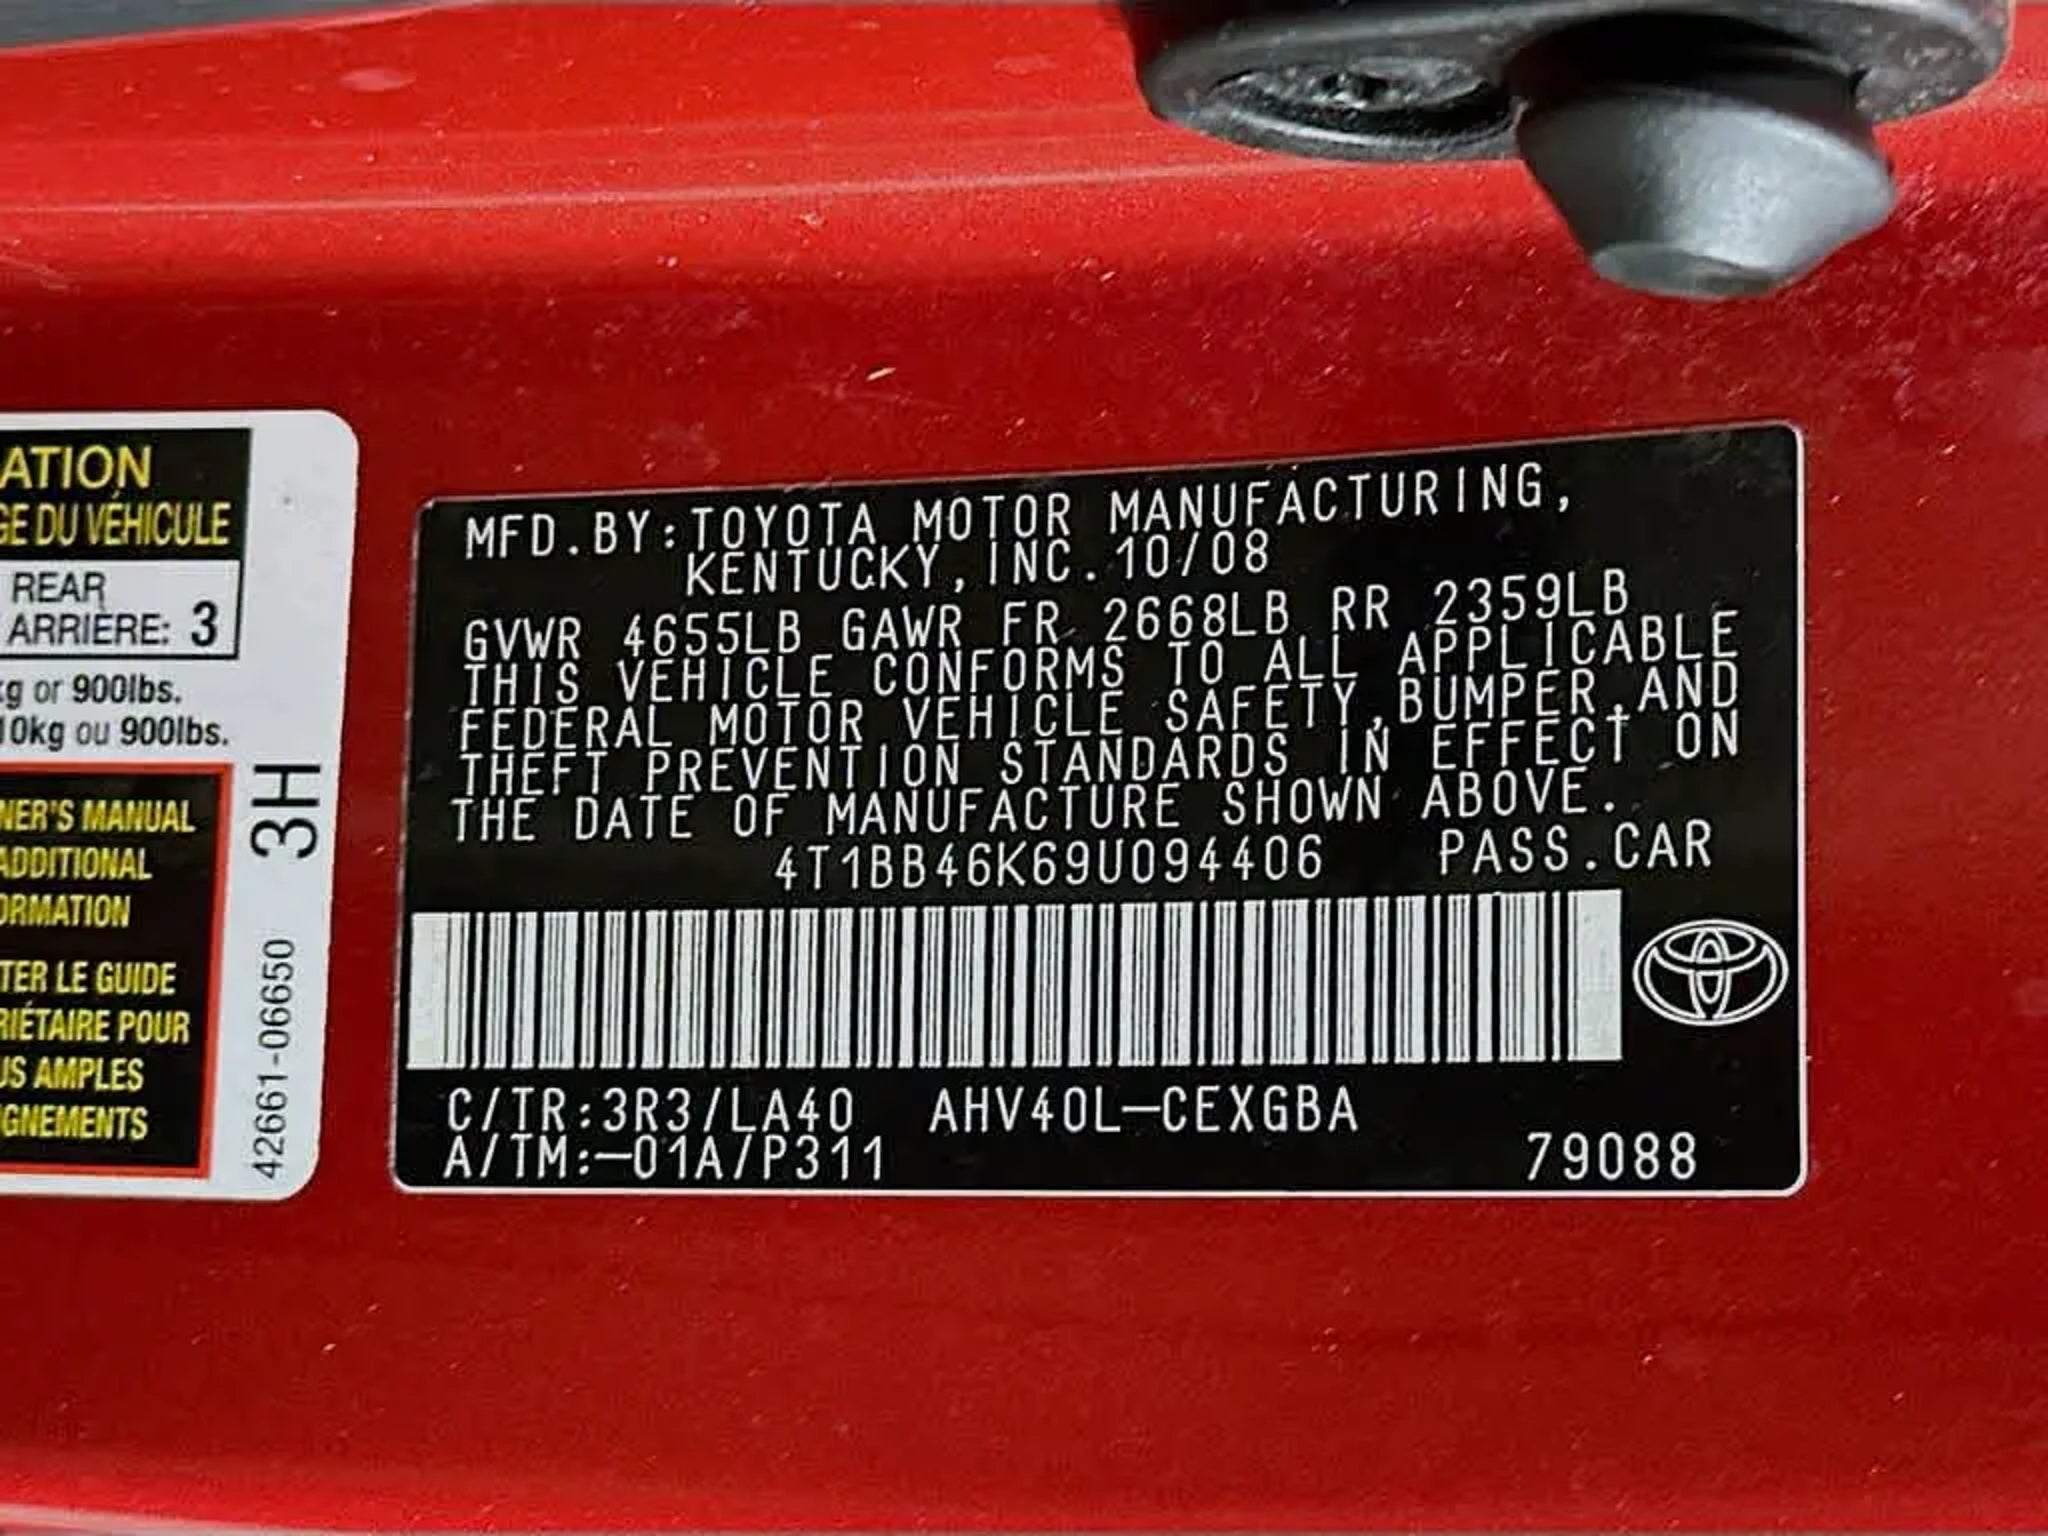 ATION
GE DU VÉHICULE
REAR
ARRIÈRE: 3
kg or 900lbs.
10kg ou 900lbs.
NER'S MANUAL
ADDITIONAL
ORMATION
TER LE GUIDE
RIÉTAIRE POUR
US AMPLES
IGNEMENTS
3H
42661-06650
MFD.BY:TOYOTA MOTOR MANUFACTURING,
KENTUCKY,INC.10/08
GVWR 4655LB GAWR FR 2668LB RR 2359LB
THIS VEHICLE CONFORMS TO ALL APPLICABLE
FEDERAL MOTOR VEHICLE SAFETY,BUMPER,AND
THEFT PREVENTION STANDARDS IN EFFECT ON
THE DATE OF MANUFACTURE SHOWN ABOVE.
4T1BB46K69U094406 PASS.CAR
C/TR:3R3/LA40 AHV40L-CEXGBA
A/TM:-01A/P311 79088